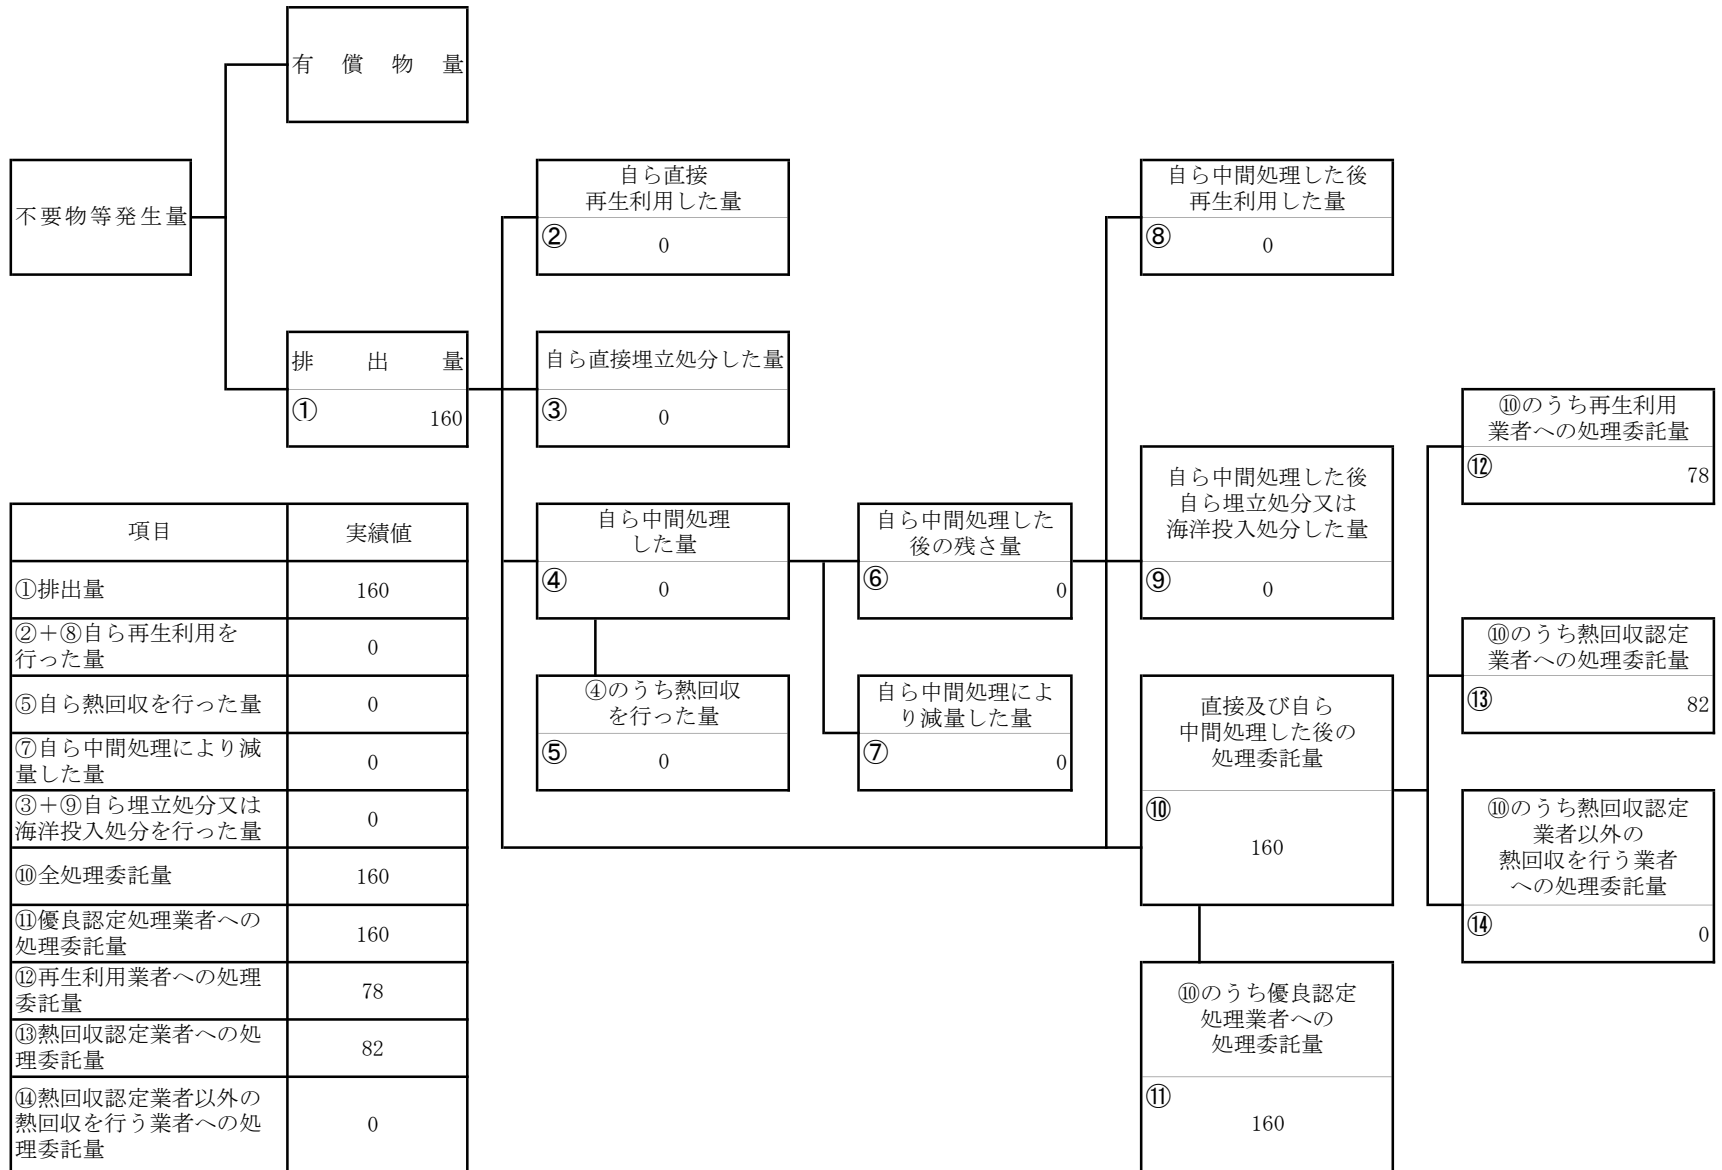 有償物量
不要物等発生量
排出量
①
160
自ら直接
再生利用した量
②
0
自ら直接埋立処分した量
③
0
自ら中間処理
した量
④
0
④のうち熱回収
を行った量
⑤
0
自ら中間処理した
後の残さ量
⑥
0
自ら中間処理によ
り減量した量
⑦
0
自ら中間処理した後
再生利用した量
⑧
0
自ら中間処理した後
自ら埋立処分又は
海洋投入処分した量
⑨
0
直接及び自ら
中間処理した後の
処理委託量
⑩
160
⑩のうち優良認定
処理業者への
処理委託量
⑪
160
⑩のうち再生利用
業者への処理委託量
⑫
78
⑩のうち熱回収認定
業者への処理委託量
⑬
82
⑩のうち熱回収認定
業者以外の
熱回収を行う業者
への処理委託量
⑭
0
項目
実績値
①排出量
160
②+⑧自ら再生利用を
行った量
0
⑤自ら熱回収を行った量
0
⑦自ら中間処理により減
量した量
0
③+⑨自ら埋立処分又は
海洋投入処分を行った量
0
⑩全処理委託量
160
⑪優良認定処理業者への
処理委託量
160
⑫再生利用業者への処理
委託量
78
⑬熱回収認定業者への処
理委託量
82
⑭熱回収認定業者以外の
熱回収を行う業者への処
理委託量
0